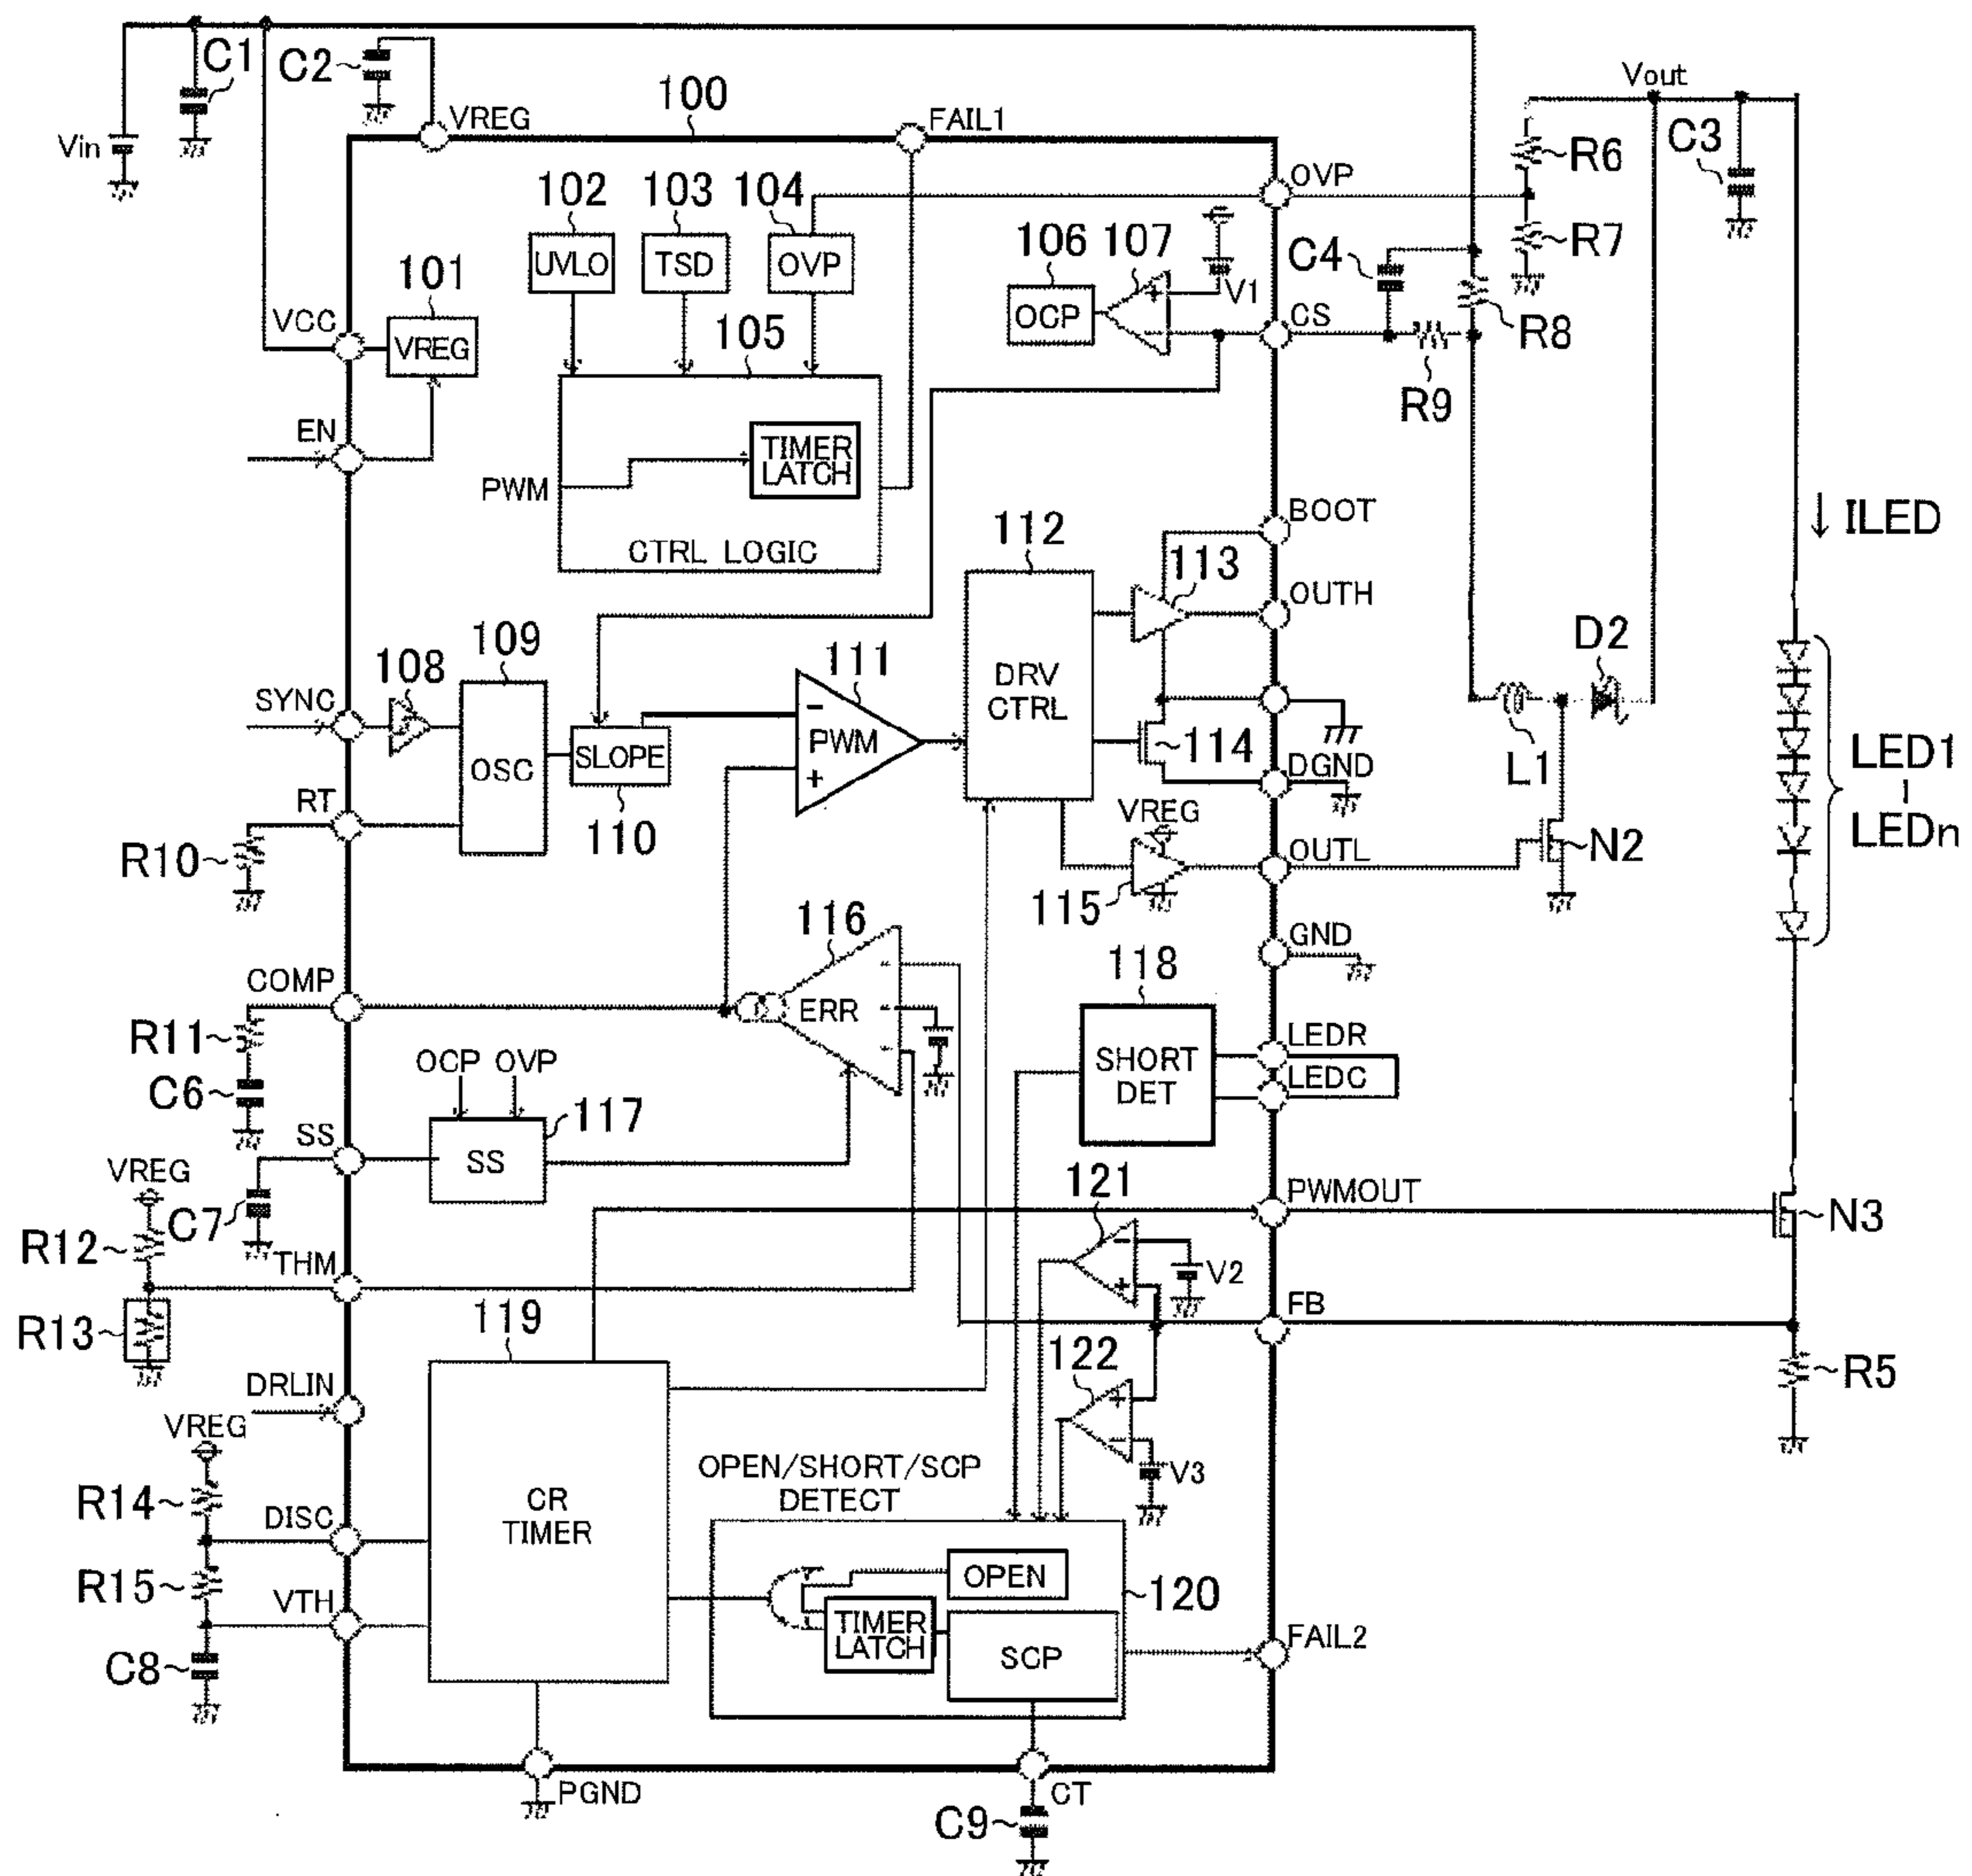 C1
C2
Vin
VREG
100
FAIL1
Vout
R6
C3
OVP
R7
102
UVLO
103
TSD
104
OVP
106
OCP
107
+
-
V1
C4
CS
R8
R9
VCC
101
VREG
EN
105
PWM
TIMER
LATCH
CTRL LOGIC
BOOT
↓ ILED
112
DRV
CTRL
113
OUTH
D2
L1
SYNC
108
109
OSC
SLOPE
110
111
-
PWM
+
114
DGND
LED1
-
LEDn
RT
R10
VREG
115
OUTL
N2
GND
116
ERR
COMP
R11
C6
118
SHORT
DET
LEDR
LEDC
OCP OVP
117
SS
SS
VREG
C7
R12
THM
R13
PWMOUT
N3
121
-
+
V2
FB
119
122
+
-
V3
R5
DRLIN
VREG
R14
DISC
R15
VTH
C8
CR
TIMER
OPEN/SHORT/SCP
DETECT
OPEN
TIMER
LATCH
SCP
120
FAIL2
PGND
CT
C9